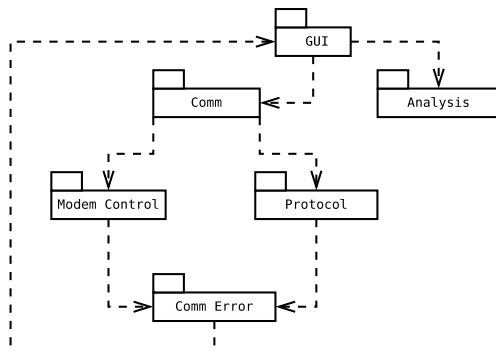 GUI
Comm
Analysis
Modem Control
Protocol
Comm Error